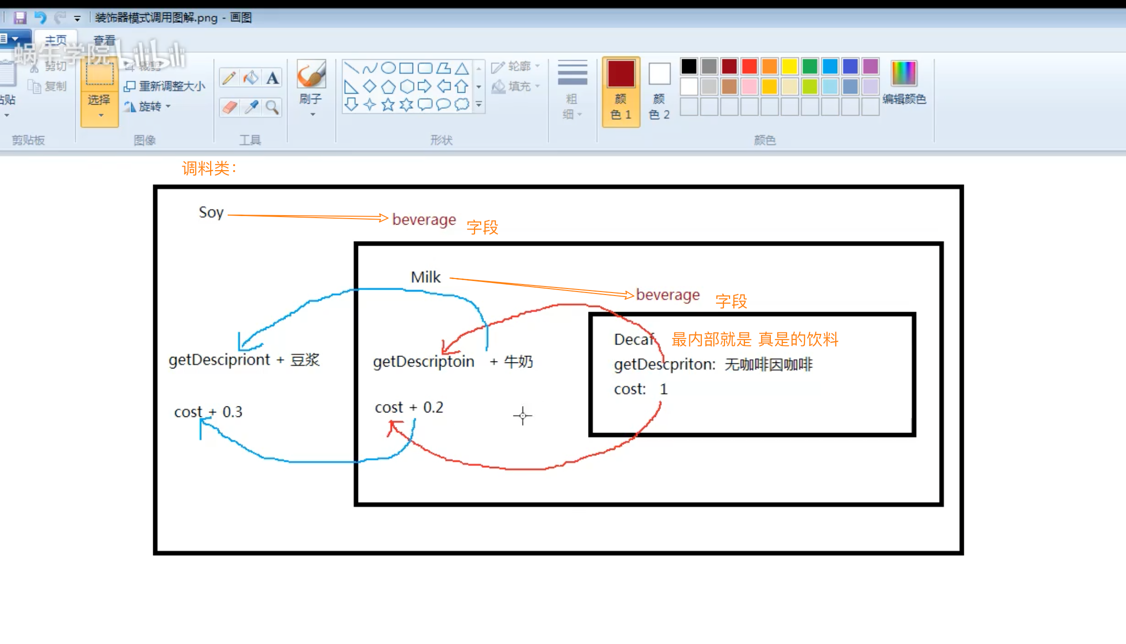 装饰器模式调用图解.png - 画图
主页
查看
蜗牛学院 bilibili
剪切
复制
粘贴
选择
重新调整大小
旋转
刷子
轮廓
填充
粗
细
颜
色 1
颜
色 2
编辑颜色
剪贴板
图像
工具
形状
颜色
调料类:
Soy
beverage 字段
Milk
beverage 字段
Decaf 最内部就是 真是的饮料
getDescipriont + 豆浆
getDescriptoin + 牛奶
getDescpriton: 无咖啡因咖啡
cost + 0.3
cost + 0.2
cost: 1